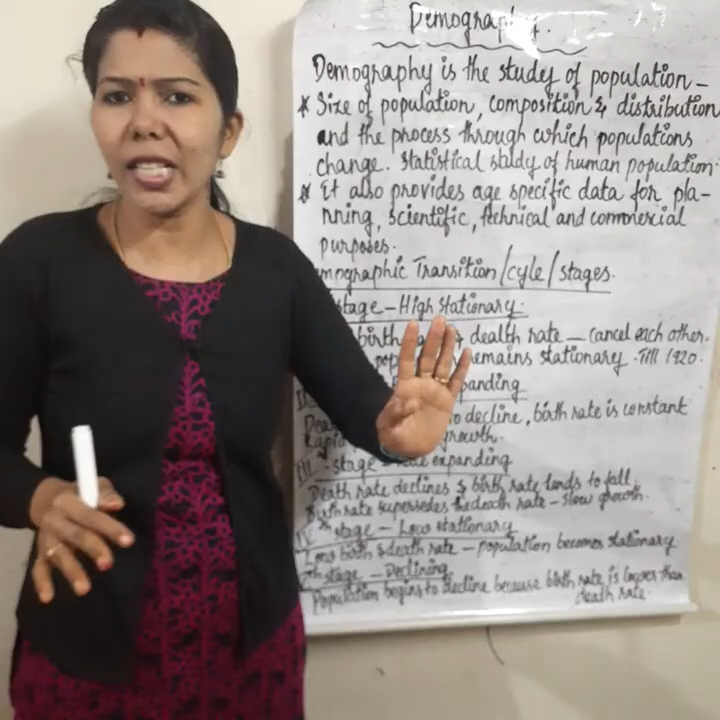 Demography.
Demography is the study of population -
* Size of population, composition & distribution
and the process through which populations
change. Statistical study of human population.
* It also provides age specific data for pla-
nning, scientific, technical and commercial
purposes.
mographic Transition/cycle/stages.
stage - High stationary.
birth death rate - cancel each other.
pop remains stationary. Till 1920.
panding
to decline, birth rate is constant
Rapid growth.
III -stage - expanding
Death rate declines & birth rate tends to fall
Birth rate supersedes the death rate - slow growth.
stage - Low stationary
Low birth & death rate - population becomes stationary
stage - Declining
Population begins to decline because birth rate is lower than
death rate